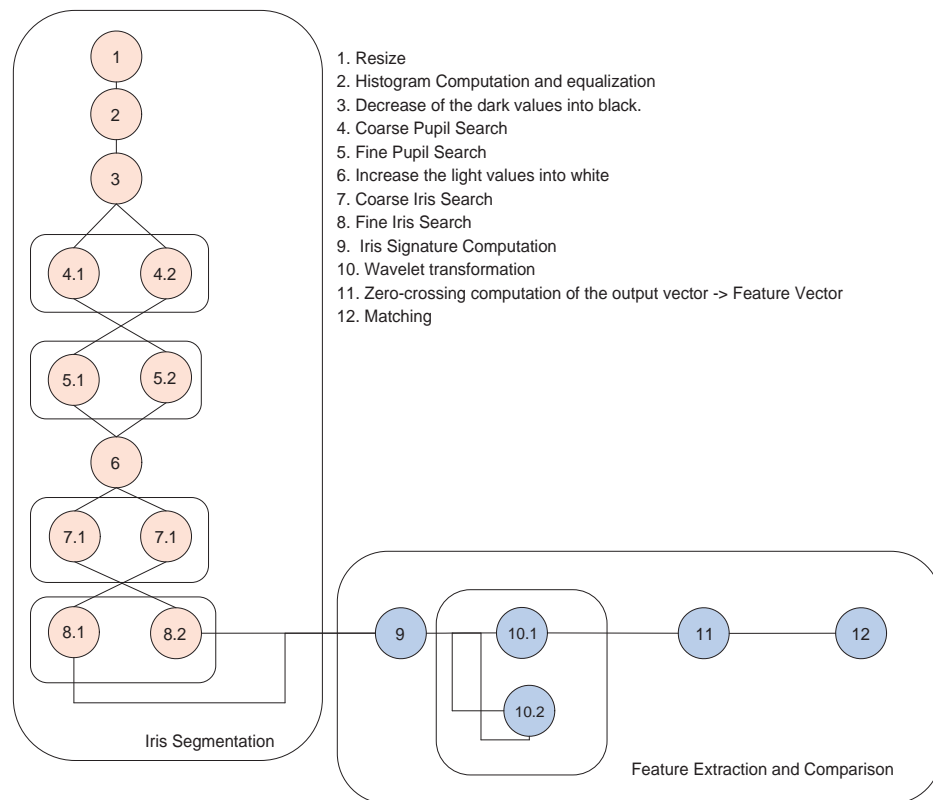 1
2
3
4.1
4.2
5.1
5.2
6
7.1
7.1
8.1
8.2
Iris Segmentation
1. Resize
2. Histogram Computation and equalization
3. Decrease of the dark values into black.
4. Coarse Pupil Search
5. Fine Pupil Search
6. Increase the light values into white
7. Coarse Iris Search
8. Fine Iris Search
9. Iris Signature Computation
10. Wavelet transformation
11. Zero-crossing computation of the output vector -> Feature Vector
12. Matching
9
10.1
11
12
10.2
Feature Extraction and Comparison